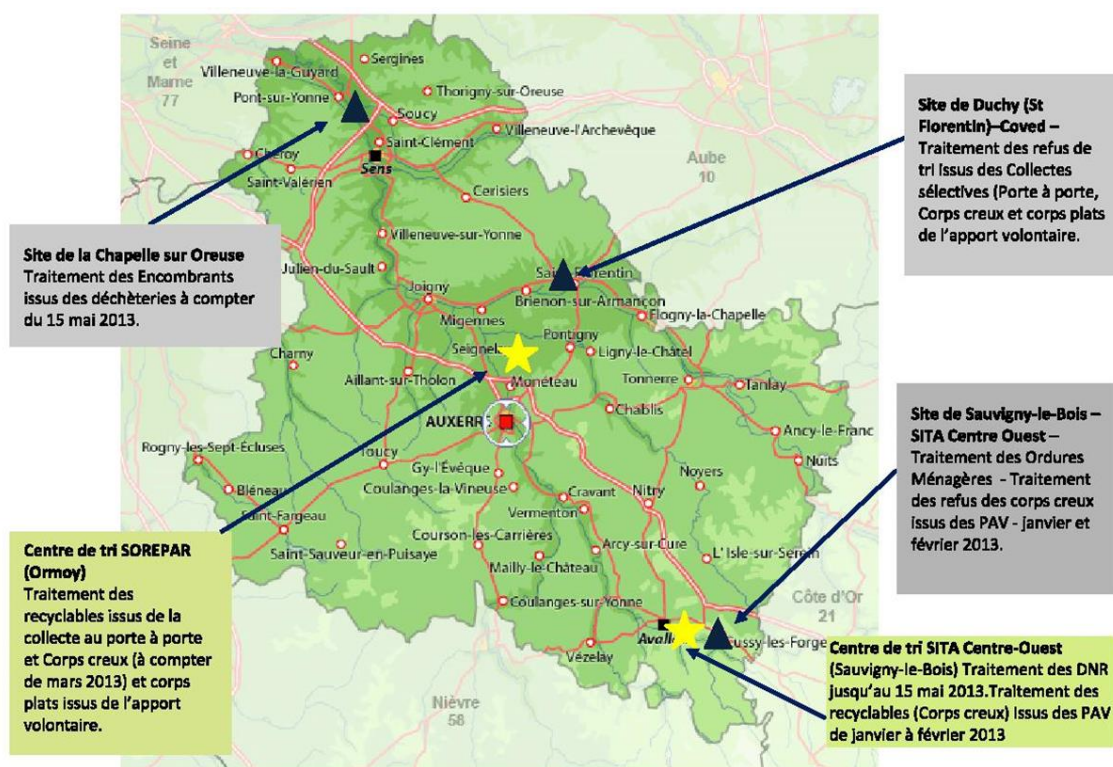 Seine
et
Marne
77
Sergines
Villeneuve-la-Guyard
Pont-sur-Yonne
Thorigny-sur-Oreuse
Soucy
Villeneuve-l'Archevêque
Saint-Clément
Chéroy
Sens
Saint-Valérien
Cerisiers
Aube
10
Site de Duchy (St
Florentin)–Coved –
Traitement des refus de
tri issus des Collectes
sélectives (Porte à porte,
Corps creux et corps plats
de l'apport volontaire.
Site de la Chapelle sur Oreuse
Traitement des Encombrants
issus des déchèteries à compter
du 15 mai 2013.
Villeneuve-sur-Yonne
Julien-du-Sault
Joigny
Brienon-sur-Armançon
Migennes
Flogny-la-Chapelle
Pontigny
Ligny-le-Châtel
Charny
Aillant-sur-Tholon
Monéteau
Tonnerre
Tanlay
Chablis
AUXERRE
Ancy-le-Franc
Rogny-les-Sept-Écluses
Toucy
Gy-l'Évêque
Noyers
Nuits
Bléneau
Coulanges-la-Vineuse
Cravant
Nitry
Vermenton
Saint-Fargeau
Courson-les-Carrières
Saint-Sauveur-en-Puisaye
Arcy-sur-Cure
L'Isle-sur-Serein
Mailly-le-Château
Coulanges-sur-Yonne
Vézelay
Nièvre
58
Côte d'Or
21
Site de Sauvigny-le-Bois –
SITA Centre Ouest –
Traitement des Ordures
Ménagères - Traitement
des refus des corps creux
issus des PAV - janvier et
février 2013.
Centre de tri SOREPAR
(Ormoy)
Traitement des
recyclables issus de la
collecte au porte à porte
et Corps creux (à compter
de mars 2013) et corps
plats issus de l'apport
volontaire.
Centre de tri SITA Centre-Ouest
(Sauvigny-le-Bois) Traitement des DNR
jusqu'au 15 mai 2013.Traitement des
recyclables (Corps creux) issus des PAV
de janvier à février 2013